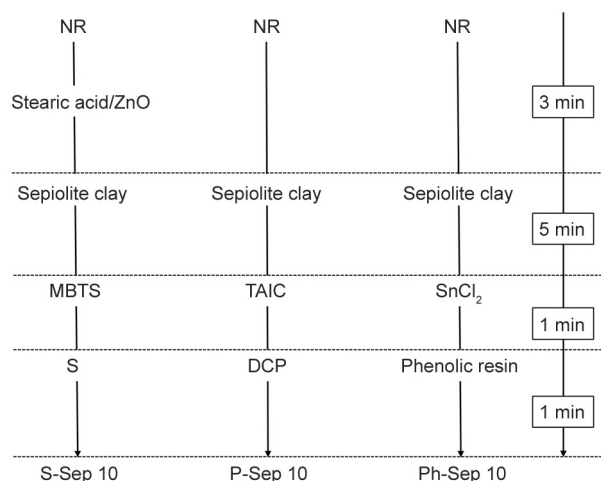 NR NR NR
Stearic acid/ZnO 3 min
Sepiolite clay Sepiolite clay Sepiolite clay
5 min
MBTS TAIC SnCl₂
1 min
S DCP Phenolic resin
1 min
S-Sep 10 P-Sep 10 Ph-Sep 10